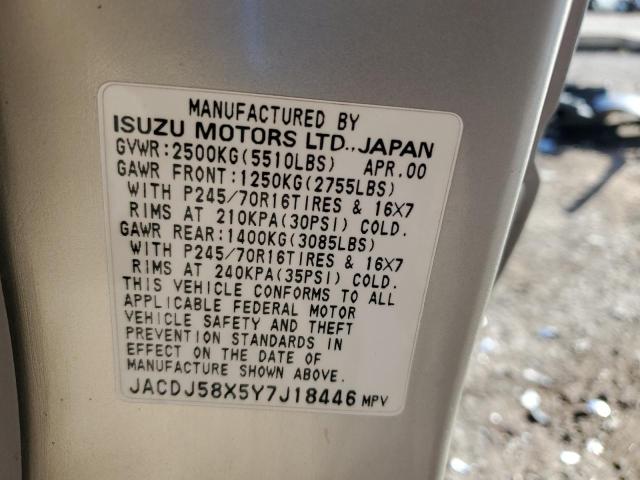 MANUFACTURED BY
ISUZU MOTORS LTD., JAPAN
GVWR:2500KG(5510LBS) APR.00
GAWR FRONT:1250KG(2755LBS)
WITH P245/70R16TIRES & 16X7
RIMS AT 210KPA(30PSI) COLD.
GAWR REAR:1400KG(3085LBS)
WITH P245/70R16TIRES & 16X7
RIMS AT 240KPA(35PSI) COLD.
THIS VEHICLE CONFORMS TO ALL
APPLICABLE FEDERAL MOTOR
VEHICLE SAFETY AND THEFT
PREVENTION STANDARDS IN
EFFECT ON THE DATE OF
MANUFACTURE SHOWN ABOVE.
JACDJ58X5Y7J18446 MPV